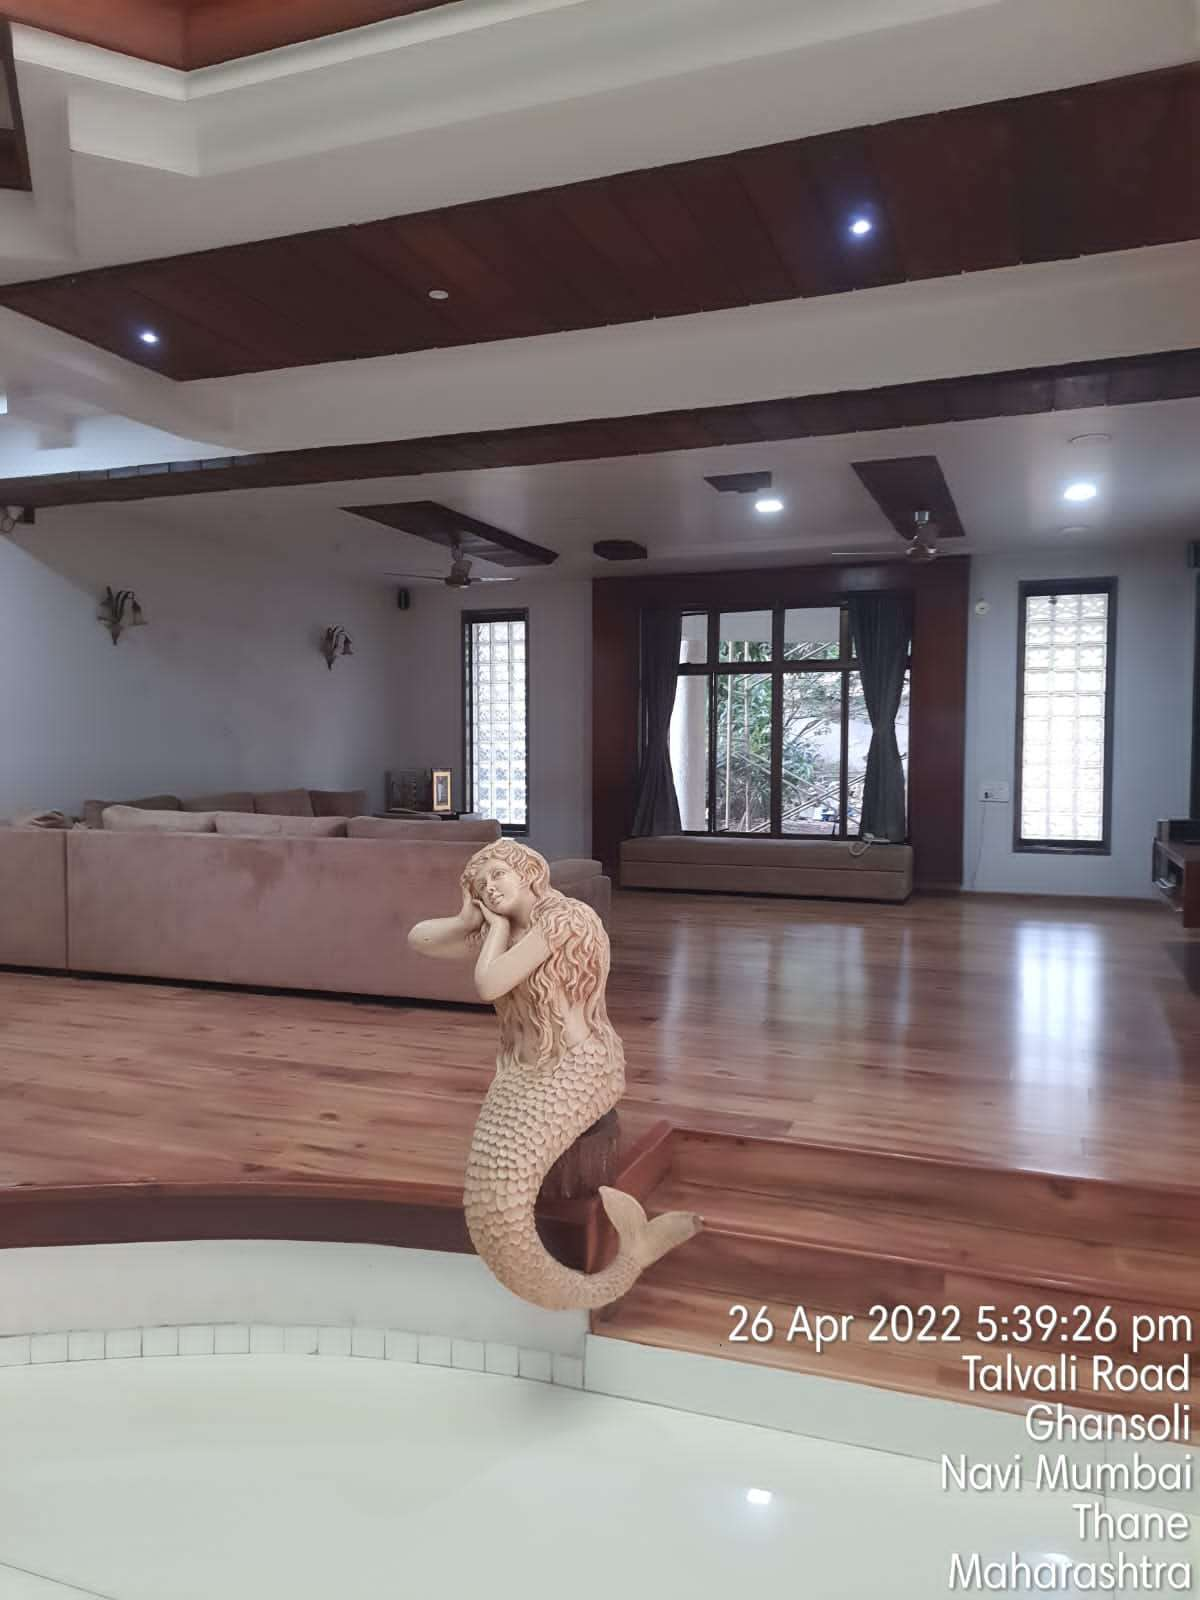 26 Apr 2022 5:39:26 pm
Talvali Road
Ghansoli
Navi Mumbai
Thane
Maharashtra